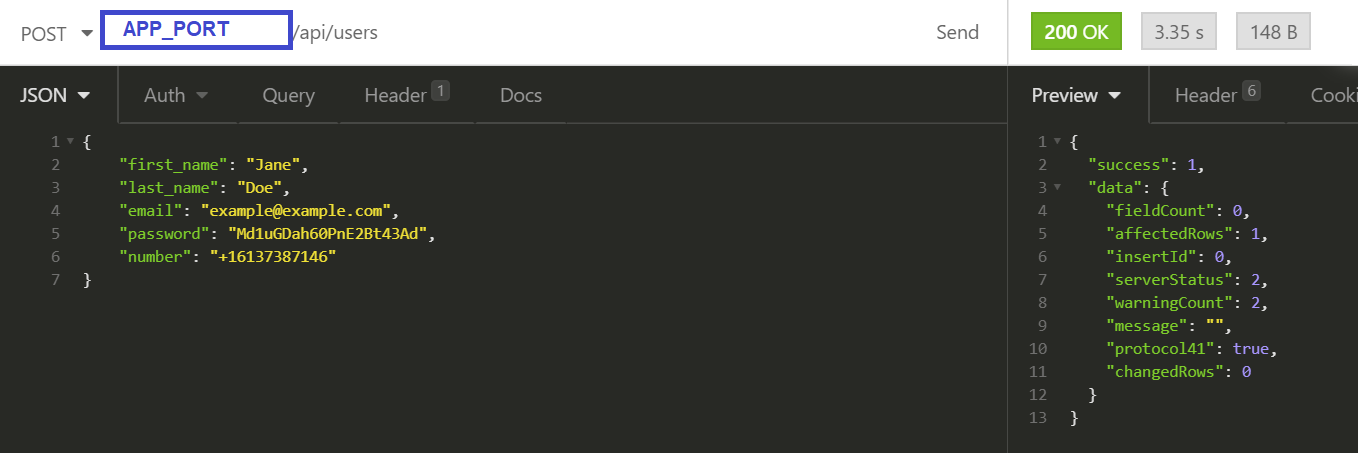 POST APP_PORT /api/users Send 200 OK 3.35 s 148 B
JSON Auth Query Header 1 Docs Preview Header 6 Cooki
1 {
2 "first_name": "Jane",
3 "last_name": "Doe",
4 "email": "example@example.com",
5 "password": "Md1uGDah60PnE2Bt43Ad",
6 "number": "+16137387146"
7 }
1 {
2 "success": 1,
3 "data": {
4 "fieldCount": 0,
5 "affectedRows": 1,
6 "insertId": 0,
7 "serverStatus": 2,
8 "warningCount": 2,
9 "message": "",
10 "protocol41": true,
11 "changedRows": 0
12 }
13 }